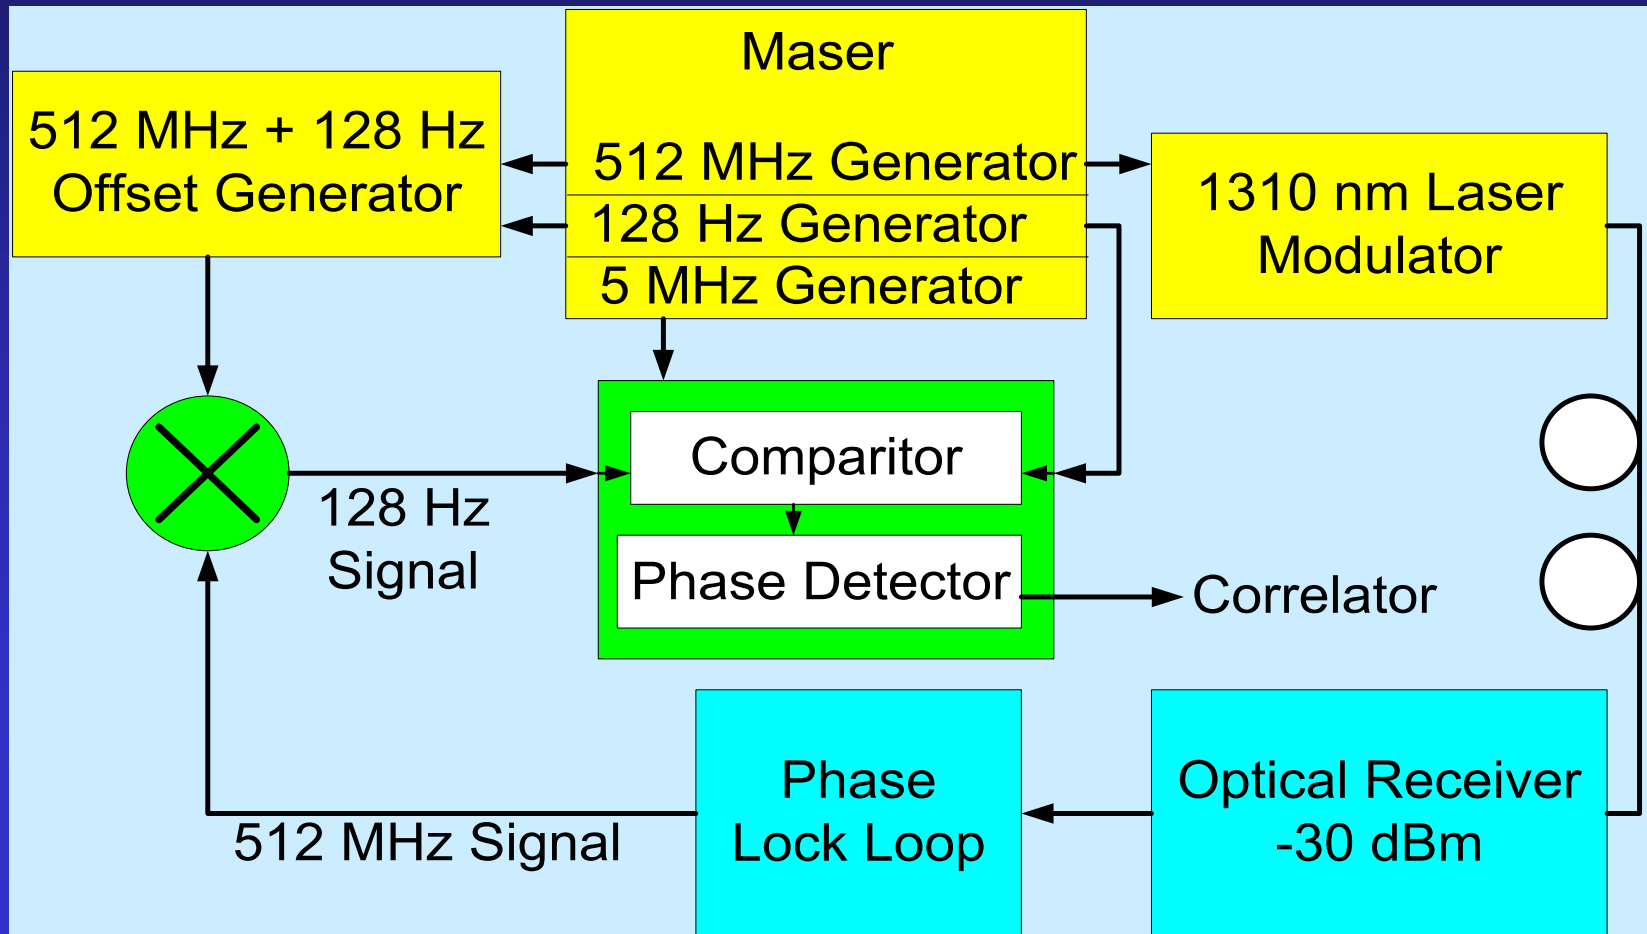 Maser
512 MHz + 128 Hz
Offset Generator
512 MHz Generator
128 Hz Generator
5 MHz Generator
1310 nm Laser
Modulator
Comparitor
128 Hz
Signal
Phase Detector
Correlator
Phase
Lock Loop
Optical Receiver
-30 dBm
512 MHz Signal